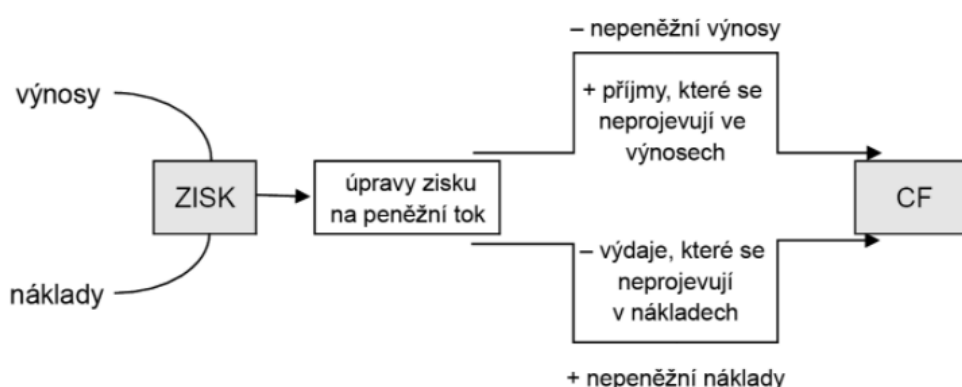 – nepeněžní výnosy
výnosy
+ příjmy, které se
neprojevují ve
výnosech
ZISK
úpravy zisku
na peněžní tok
CF
– výdaje, které se
neprojevují
v nákladech
náklady
+ nepeněžní náklady